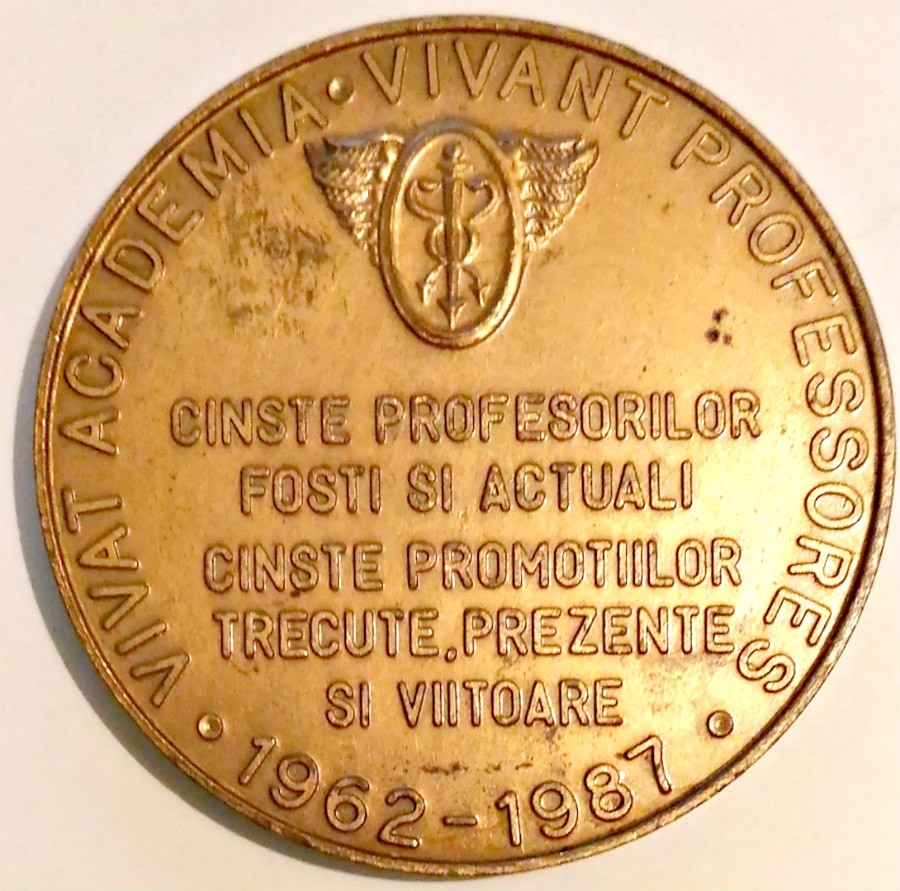 VIVAT ACADEMIA • VIVANT PROFESSORES
CINSTE PROFESORILOR
FOSTI SI ACTUALI
CINSTE PROMOTIILOR
TRECUTE, PREZENTE
SI VIITOARE
• 1962-1987 •